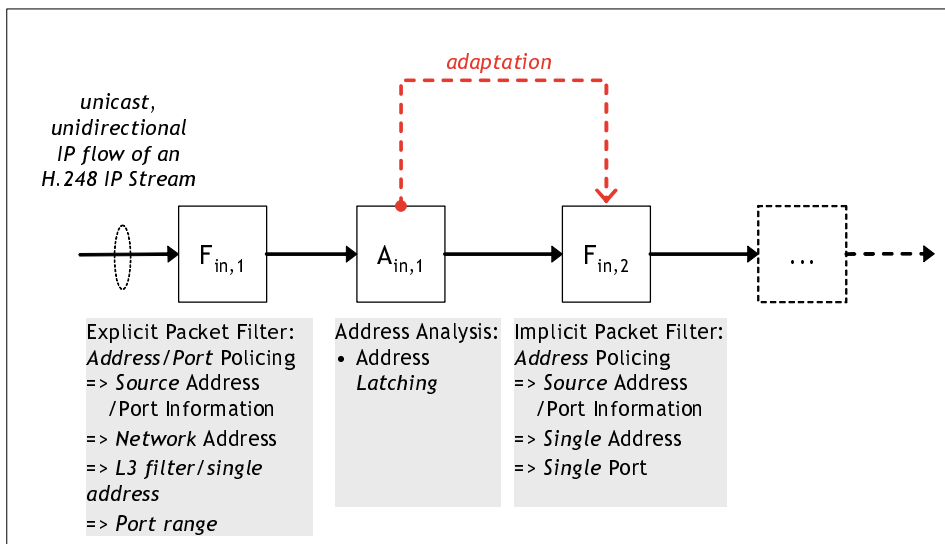 adaptation
unicast,
unidirectional
IP flow of an
H.248 IP Stream
F in,1
A in,1
F in,2
...
Explicit Packet Filter:
Address/Port Policing
=> Source Address
/Port Information
=> Network Address
=> L3 filter/single
address
=> Port range
Address Analysis:
• Address
Latching
Implicit Packet Filter:
Address Policing
=> Source Address
/Port Information
=> Single Address
=> Single Port